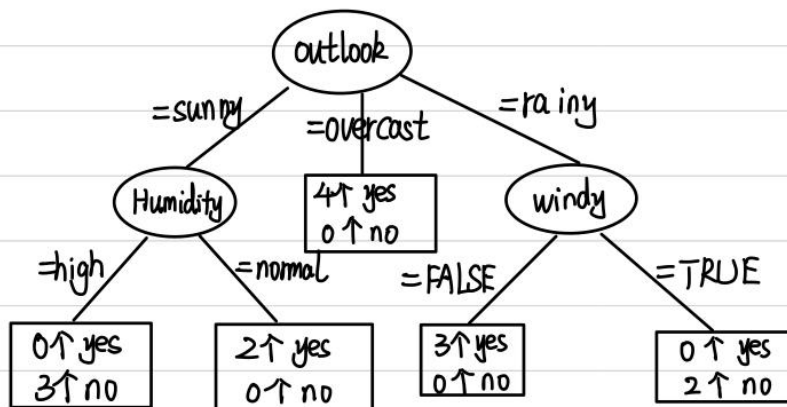 outlook
=sunny
=overcast
=rainy
Humidity
4个 yes
0个 no
windy
=high
=normal
=FALSE
=TRUE
0个 yes
3个 no
2个 yes
0个 no
3个 yes
0个 no
0个 yes
2个 no